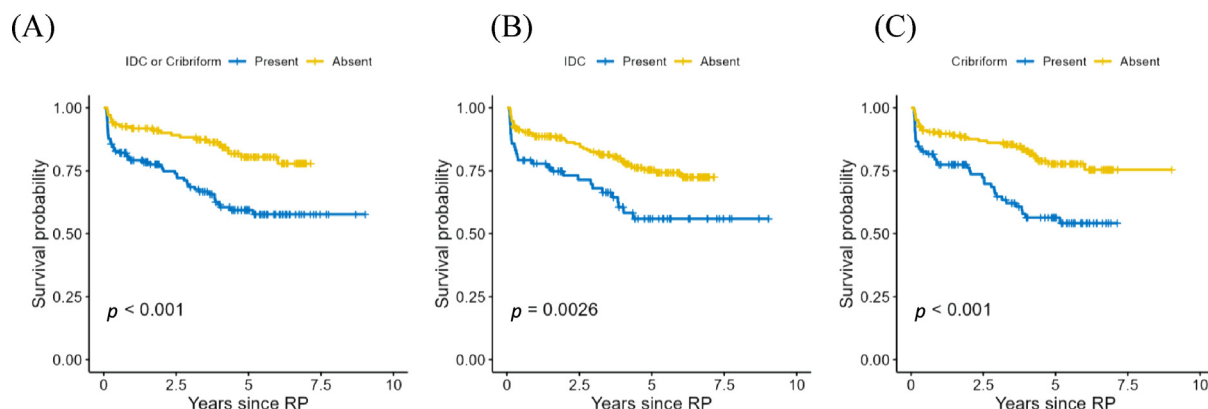 (A)
IDC or Cribriform Present Absent
Survival probability
1.00
0.75
0.50
0.25
0.00
p < 0.001
0 2.5 5 7.5 10
Years since RP
(B)
IDC Present Absent
Survival probability
1.00
0.75
0.50
0.25
0.00
p = 0.0026
0 2.5 5 7.5 10
Years since RP
(C)
Cribriform Present Absent
Survival probability
1.00
0.75
0.50
0.25
0.00
p < 0.001
0 2.5 5 7.5 10
Years since RP